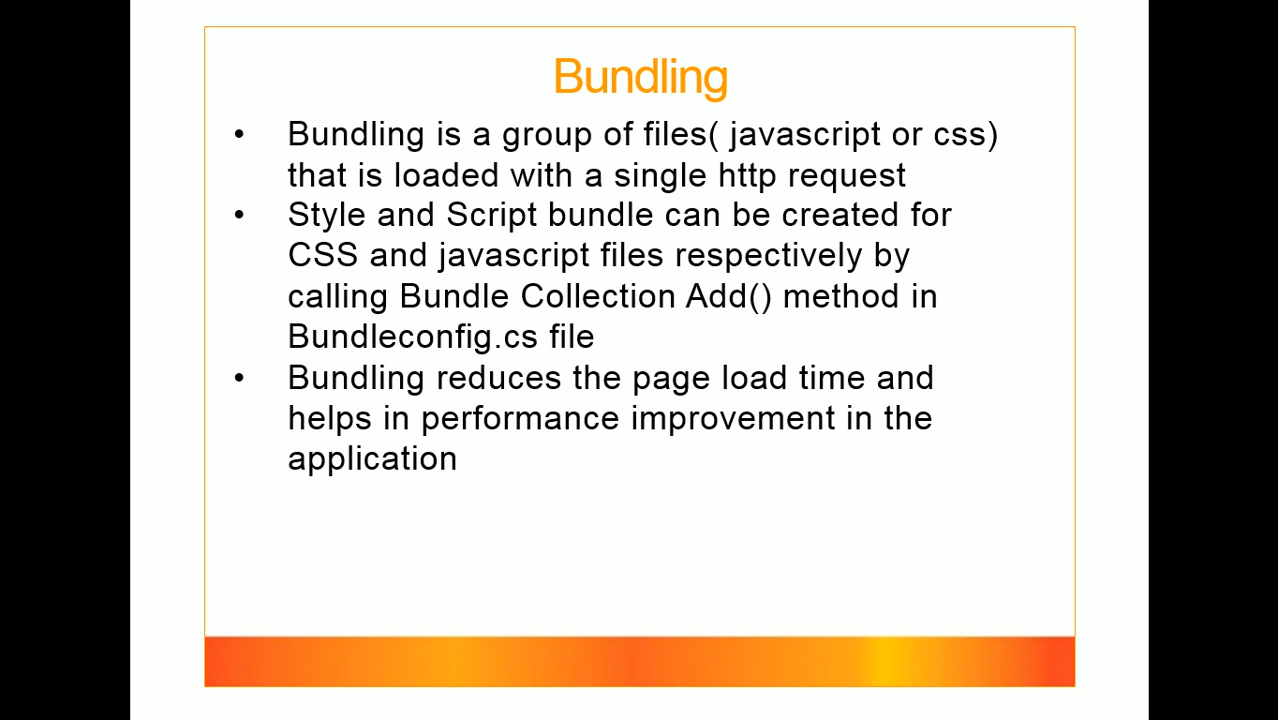 Bundling
• Bundling is a group of files( javascript or css)
that is loaded with a single http request
• Style and Script bundle can be created for
CSS and javascript files respectively by
calling Bundle Collection Add() method in
Bundleconfig.cs file
• Bundling reduces the page load time and
helps in performance improvement in the
application